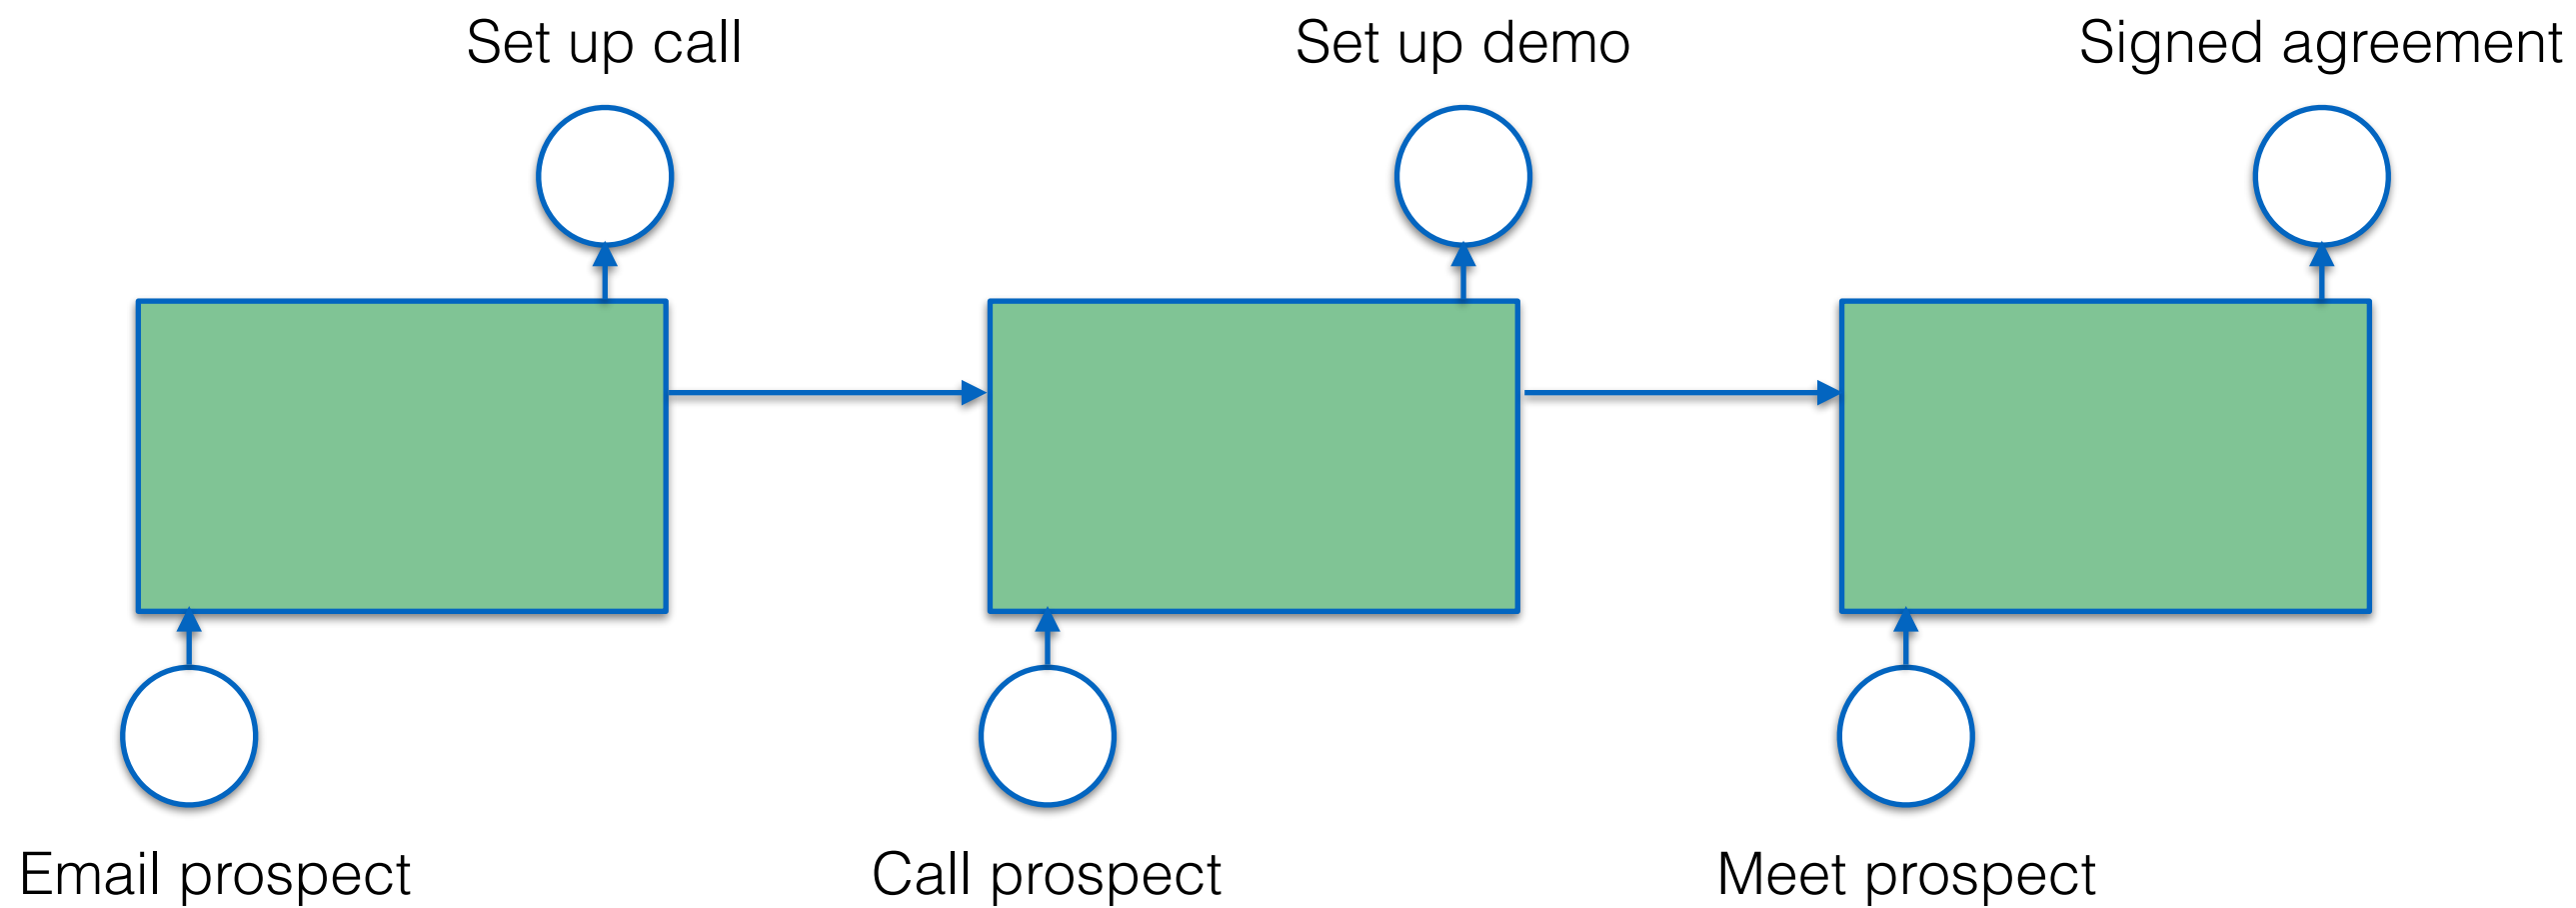 Set up call
Set up demo
Signed agreement
Email prospect
Call prospect
Meet prospect